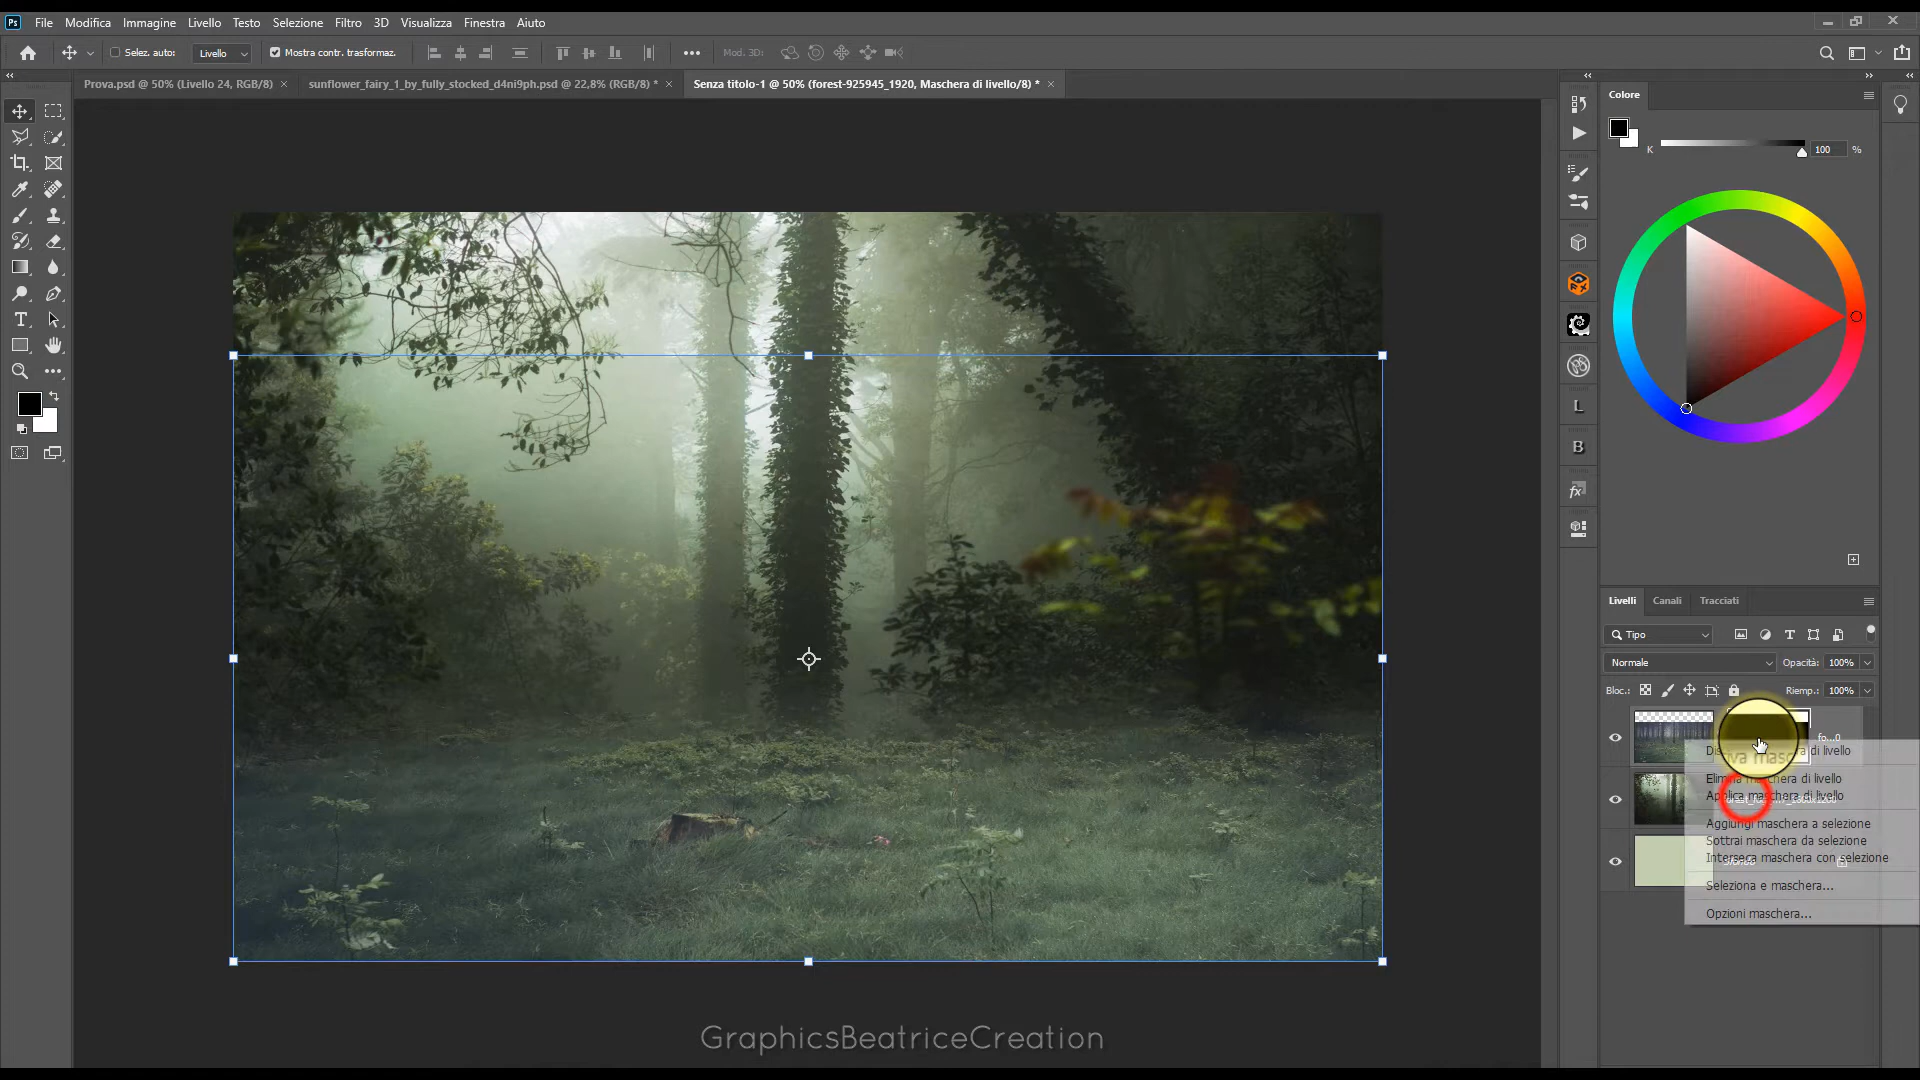 Ps File Modifica Immagine Livello Testo Selezione Filtro 3D Visualizza Finestra Aiuto
Selez. auto: Livello Mostra contr. trasformaz. Mod. 3D:
Prova.psd @ 50% (Livello 24, RGB/8) × sunflower_fairy_1_by_fully_stocked_d4ni9ph.psd @ 22,8% (RGB/8) * × Senza titolo-1 @ 50% (forest-925945_1920, Maschera di livello/8) * ×
Colore
K 100 %
Livelli Canali Tracciati
Tipo
Normale Opacità: 100%
Bloc.: Riemp.: 100%
fo...0
maschera di livello
Elimina maschera di livello
Applica maschera di livello
Aggiungi maschera a selezione
Sottrai maschera da selezione
Interseca maschera con selezione
Seleziona e maschera...
Opzioni maschera...
GraphicsBeatriceCreation